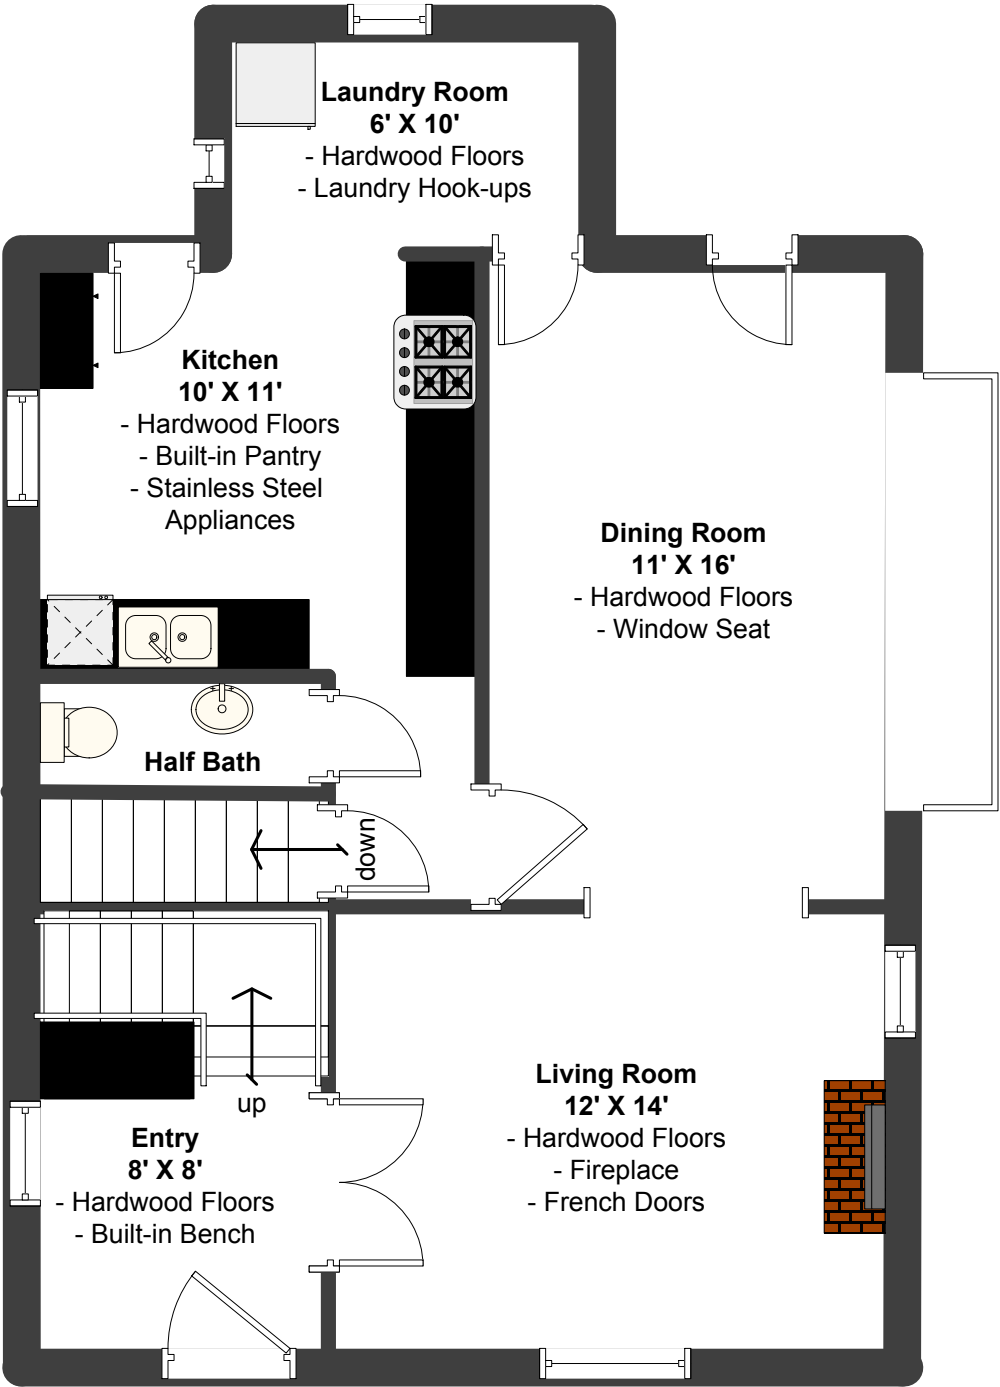 Laundry Room
6' X 10'
- Hardwood Floors
- Laundry Hook-ups
Kitchen
10' X 11'
- Hardwood Floors
- Built-in Pantry
- Stainless Steel
Appliances
Dining Room
11' X 16'
- Hardwood Floors
- Window Seat
Half Bath
down
up
Entry
8' X 8'
- Hardwood Floors
- Built-in Bench
Living Room
12' X 14'
- Hardwood Floors
- Fireplace
- French Doors